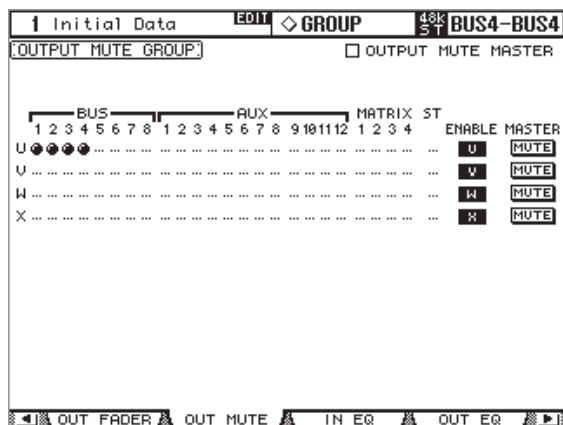 1 Initial Data EDIT ◇GROUP 48k ST BUS4-BUS4
OUTPUT MUTE GROUP □ OUTPUT MUTE MASTER
BUS AUX MATRIX ST
1 2 3 4 5 6 7 8 1 2 3 4 5 6 7 8 9 10 11 12 1 2 3 4 ENABLE MASTER
U U MUTE
V V MUTE
W W MUTE
X X MUTE
OUT FADER OUT MUTE IN EQ OUT EQ